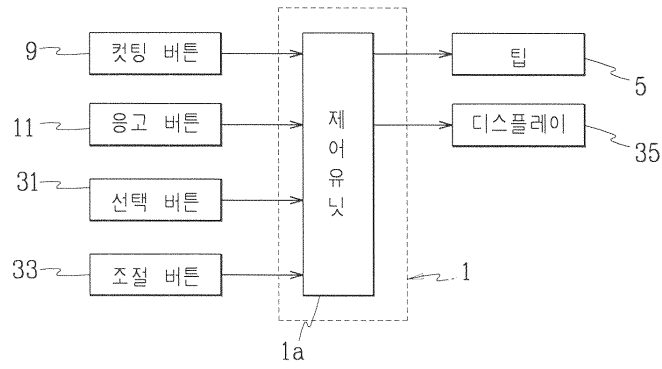 9 컷팅 버튼
11 응고 버튼
31 선택 버튼
33 조절 버튼
제어유닛
1a
1
팁
5
디스플레이
35